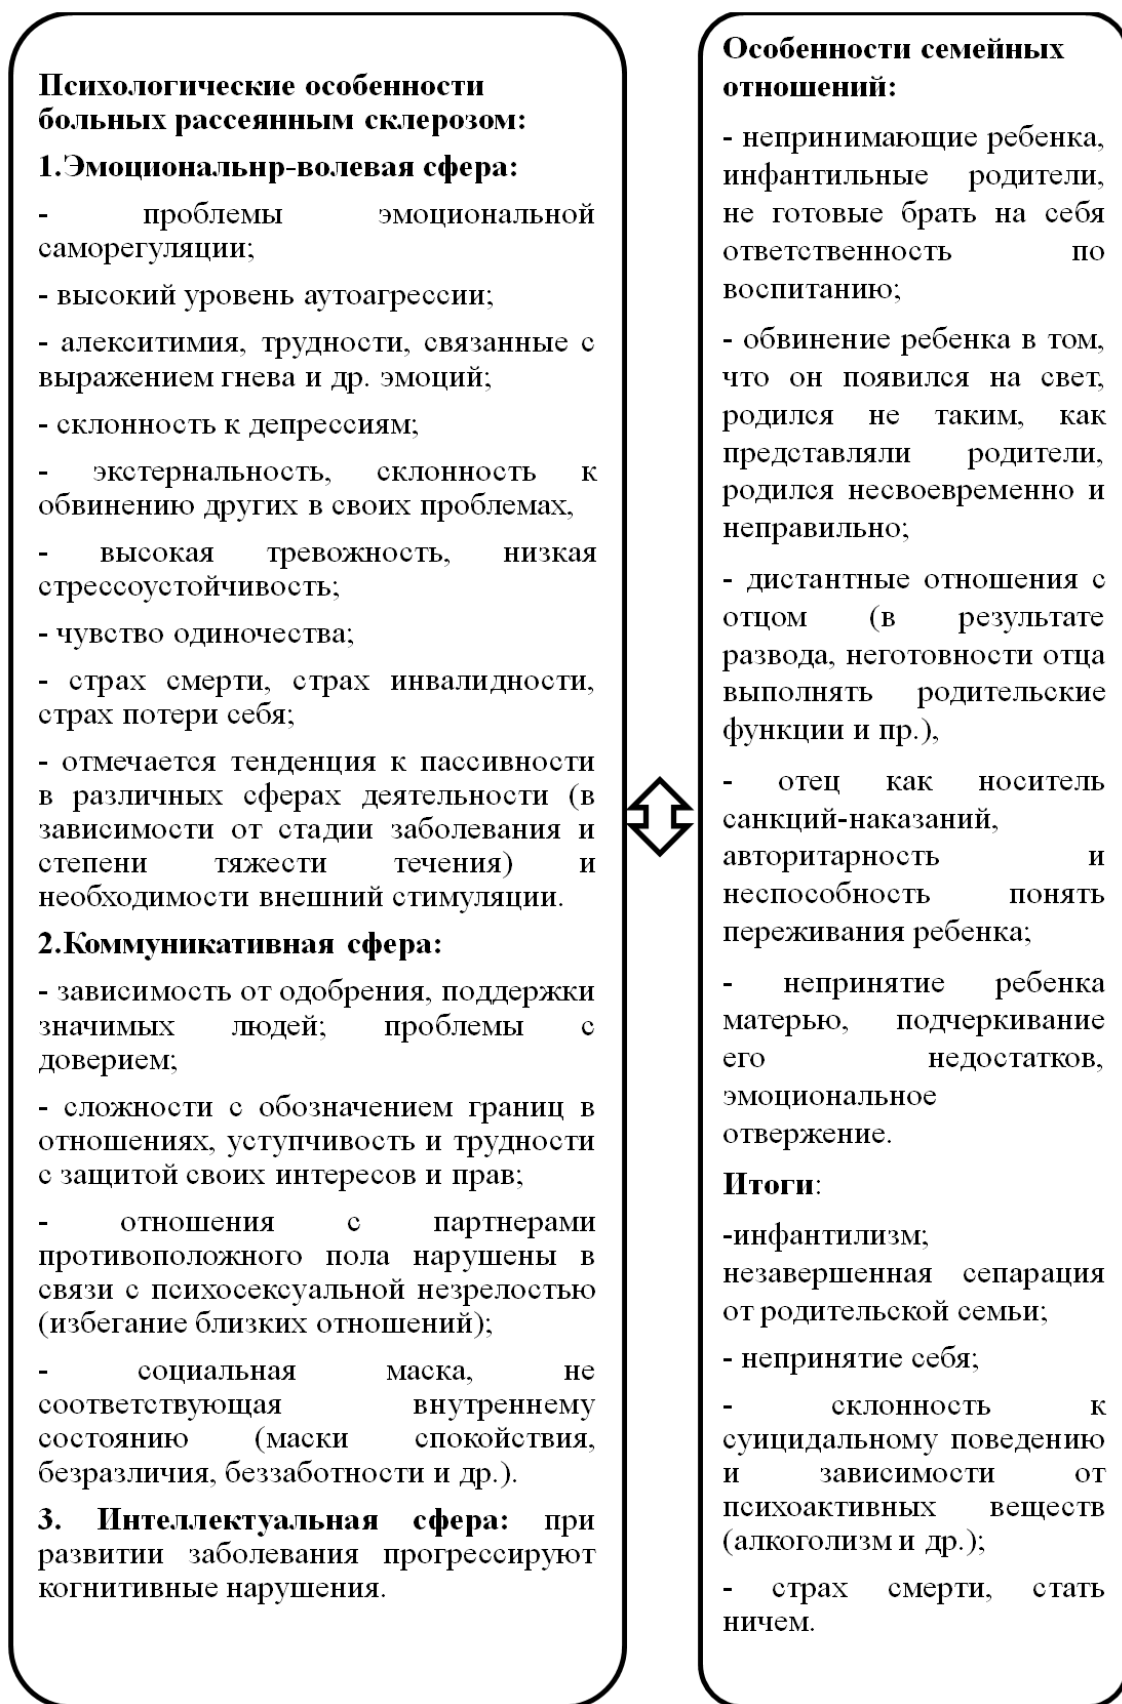 Психологические особенности
больных рассеянным склерозом:
1.Эмоциональнр-волевая сфера:
- проблемы эмоциональной
саморегуляции;
- высокий уровень аутоагрессии;
- алекситимия, трудности, связанные с
выражением гнева и др. эмоций;
- склонность к депрессиям;
- экстернальность, склонность к
обвинению других в своих проблемах,
- высокая тревожность, низкая
стрессоустойчивость;
- чувство одиночества;
- страх смерти, страх инвалидности,
страх потери себя;
- отмечается тенденция к пассивности
в различных сферах деятельности (в
зависимости от стадии заболевания и
степени тяжести течения) и
необходимости внешний стимуляции.
2.Коммуникативная сфера:
- зависимость от одобрения, поддержки
значимых людей; проблемы с
доверием;
- сложности с обозначением границ в
отношениях, уступчивость и трудности
с защитой своих интересов и прав;
- отношения с партнерами
противоположного пола нарушены в
связи с психосексуальной незрелостью
(избегание близких отношений);
- социальная маска, не
соответствующая внутреннему
состоянию (маски спокойствия,
безразличия, беззаботности и др.).
3. Интеллектуальная сфера: при
развитии заболевания прогрессируют
когнитивные нарушения.
Особенности семейных
отношений:
- непринимающие ребенка,
инфантильные родители,
не готовые брать на себя
ответственность по
воспитанию;
- обвинение ребенка в том,
что он появился на свет,
родился не таким, как
представляли родители,
родился несвоевременно и
неправильно;
- дистантные отношения с
отцом (в результате
развода, неготовности отца
выполнять родительские
функции и пр.),
- отец как носитель
санкций-наказаний,
авторитарность и
неспособность понять
переживания ребенка;
- непринятие ребенка
матерью, подчеркивание
его недостатков,
эмоциональное
отвержение.
Итоги:
-инфантилизм;
незавершенная сепарация
от родительской семьи;
- непринятие себя;
- склонность к
суицидальному поведению
и зависимости от
психоактивных веществ
(алкоголизм и др.);
- страх смерти, стать
ничем.